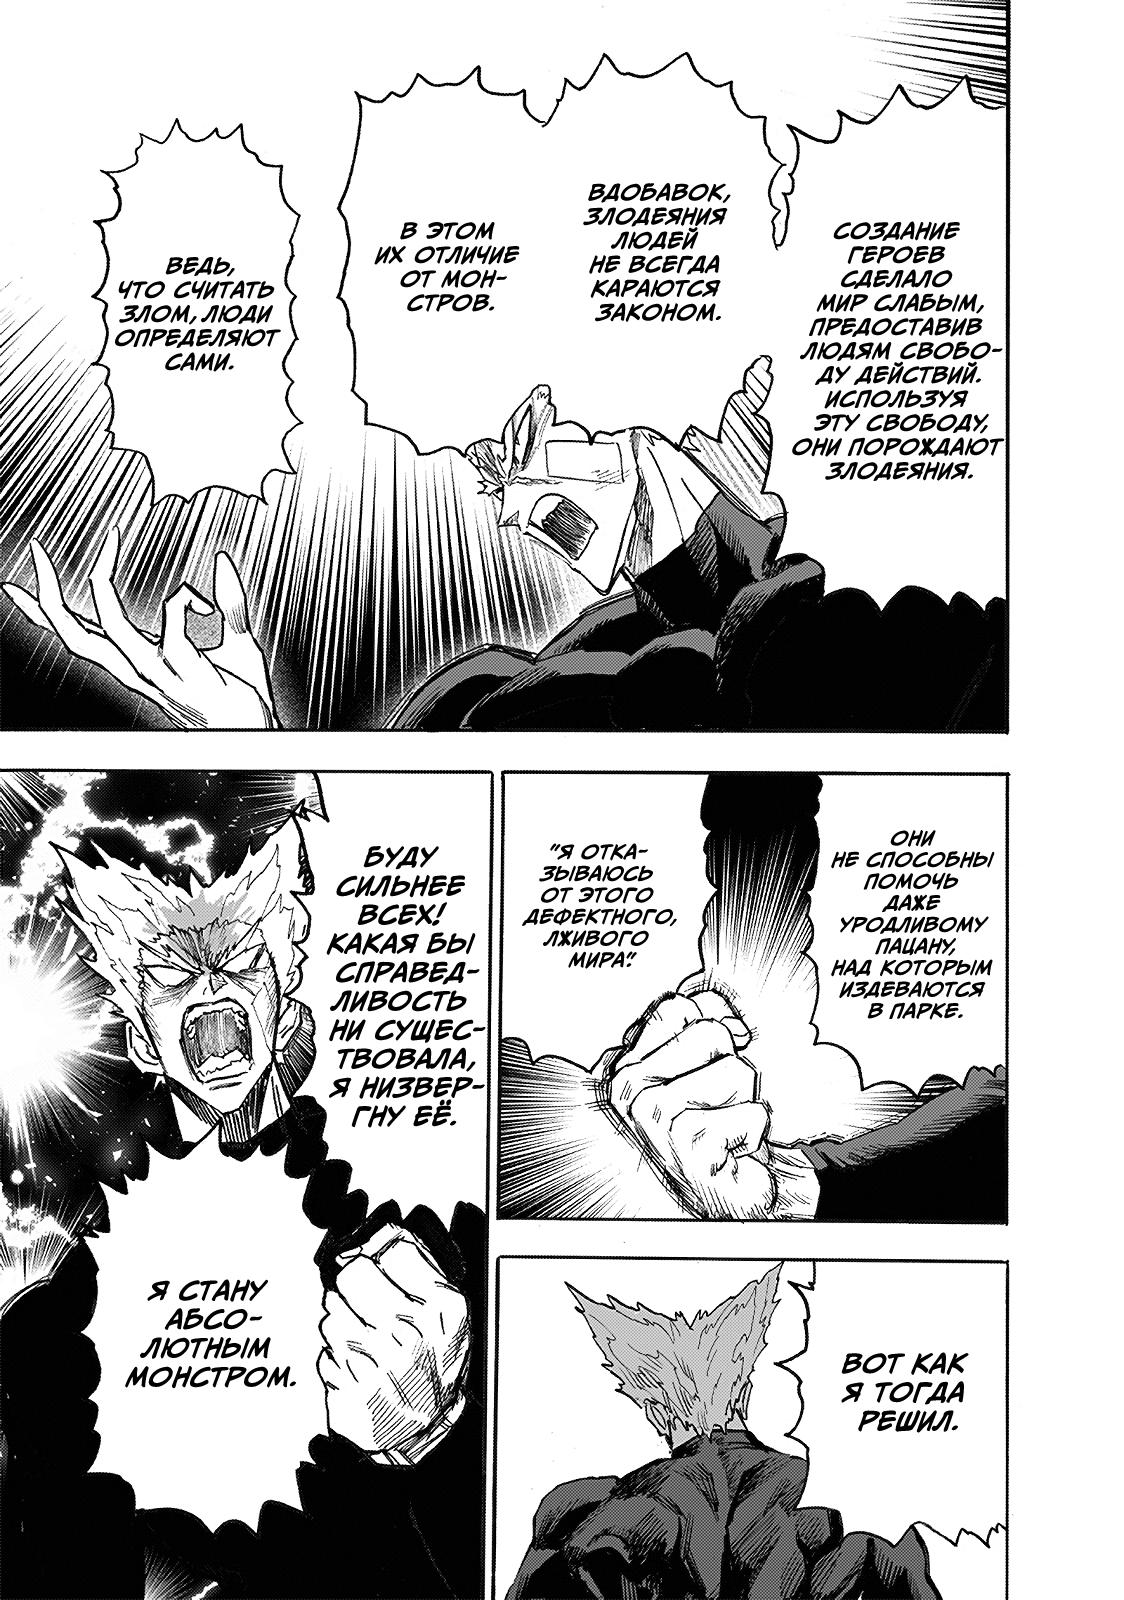 СОЗДАНИЕ
ГЕРОЕВ
СДЕЛАЛО
МИР СЛАБЫМ,
ПРЕДОСТАВИВ
ЛЮДЯМ СВОБО-
ДУ ДЕЙСТВИЙ.
ИСПОЛЬЗУЯ
ЭТУ СВОБОДУ,
ОНИ ПОРОЖДАЮТ
ЗЛОДЕЯНИЯ.
ВДОБАВОК,
ЗЛОДЕЯНИЯ
ЛЮДЕЙ
НЕ ВСЕГДА
КАРАЮТСЯ
ЗАКОНОМ.
В ЭТОМ
ИХ ОТЛИЧИЕ
ОТ МОН-
СТРОВ.
ВЕДЬ,
ЧТО СЧИТАТЬ
ЗЛОМ, ЛЮДИ
ОПРЕДЕЛЯЮТ
САМИ.
ОНИ
НЕ СПОСОБНЫ
ПОМОЧЬ
ДАЖЕ
УРОДЛИВОМУ
ПАЦАНУ,
НАД КОТОРЫМ
ИЗДЕВАЮТСЯ
В ПАРКЕ.
"Я ОТКА-
ЗЫВАЮСЬ
ОТ ЭТОГО
ДЕФЕКТНОГО,
ЛЖИВОГО
МИРА".
ВОТ КАК
Я ТОГДА
РЕШИЛ.
БУДУ
СИЛЬНЕЕ
ВСЕХ!
КАКАЯ БЫ
СПРАВЕД-
ЛИВОСТЬ
НИ СУЩЕС-
ТВОВАЛА,
Я НИЗВЕР-
ГНУ ЕЁ.
Я СТАНУ
АБСО-
ЛЮТНЫМ
МОНСТРОМ.